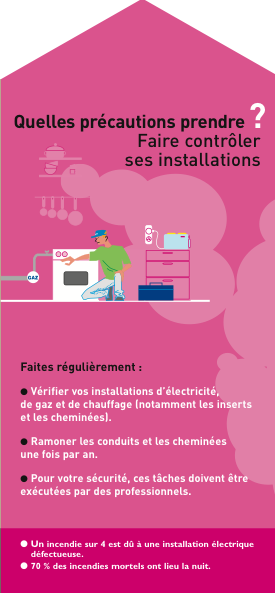 Quelles précautions prendre ?
Faire contrôler
ses installations
GAZ
Faites régulièrement :
● Vérifier vos installations d'électricité,
de gaz et de chauffage (notamment les inserts
et les cheminées).
● Ramoner les conduits et les cheminées
une fois par an.
● Pour votre sécurité, ces tâches doivent être
exécutées par des professionnels.
● Un incendie sur 4 est dû à une installation électrique
défectueuse.
● 70 % des incendies mortels ont lieu la nuit.